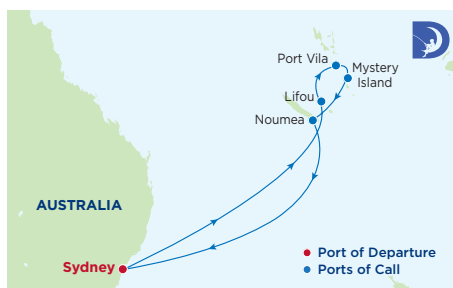 Port Vila
Mystery
Island
Lifou
Noumea
AUSTRALIA
Sydney
Port of Departure
Ports of Call